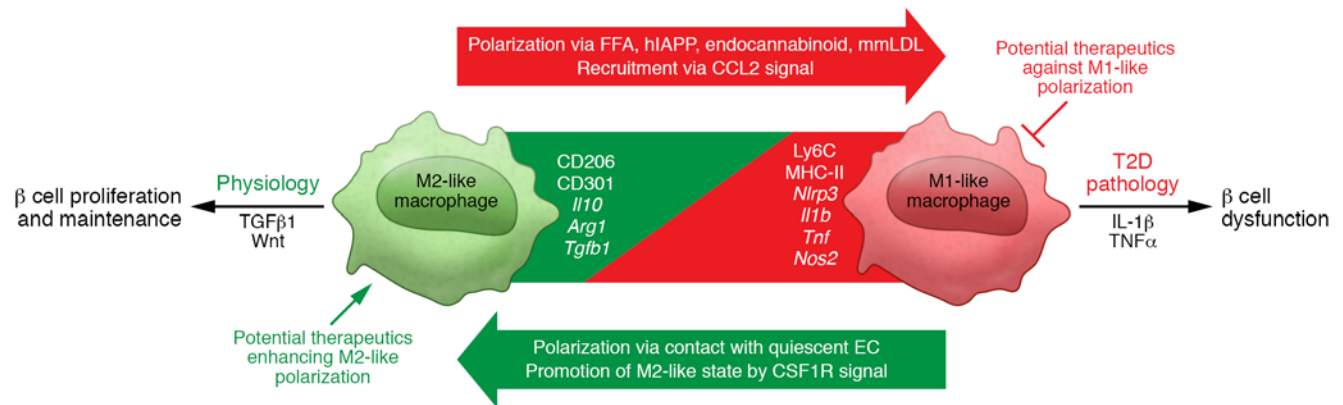 Polarization via FFA, hIAPP, endocannabinoid, mmLDL
Recruitment via CCL2 signal
Potential therapeutics
against M1-like
polarization
β cell proliferation
and maintenance
Physiology
TGFβ1
Wnt
M2-like
macrophage
CD206
CD301
Il10
Arg1
Tgfb1
Ly6C
MHC-II
Nlrp3
Il1b
Tnf
Nos2
M1-like
macrophage
T2D
pathology
IL-1β
TNFα
β cell
dysfunction
Potential therapeutics
enhancing M2-like
polarization
Polarization via contact with quiescent EC
Promotion of M2-like state by CSF1R signal